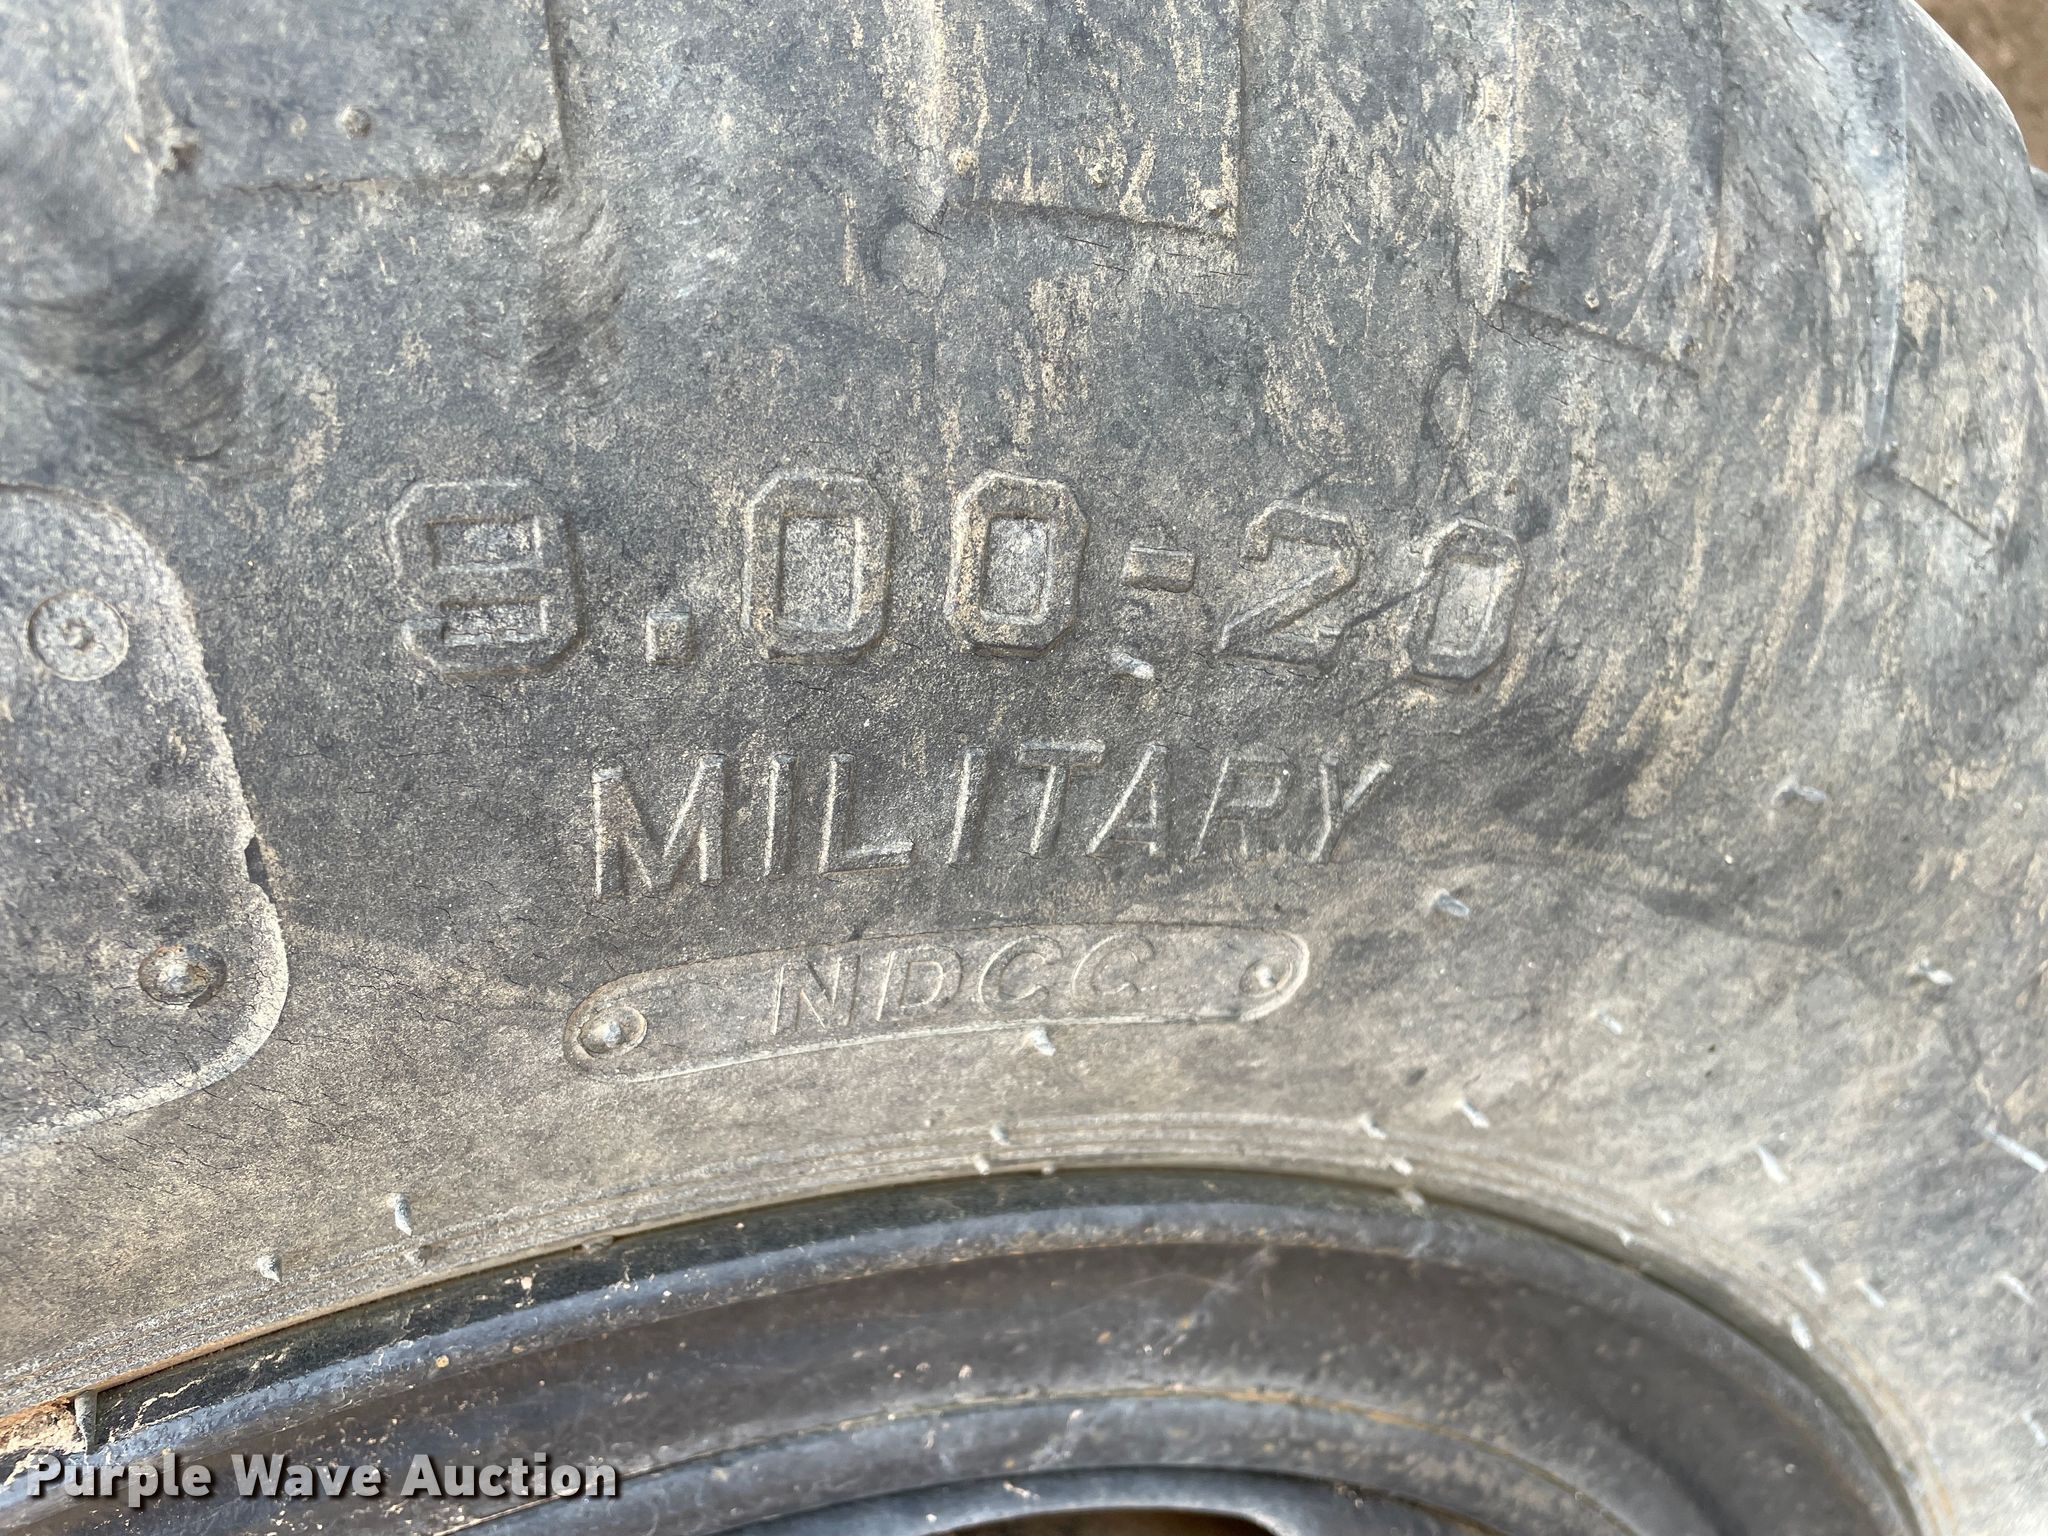 9.00-20
MILITARY
NDCC
Purple Wave Auction